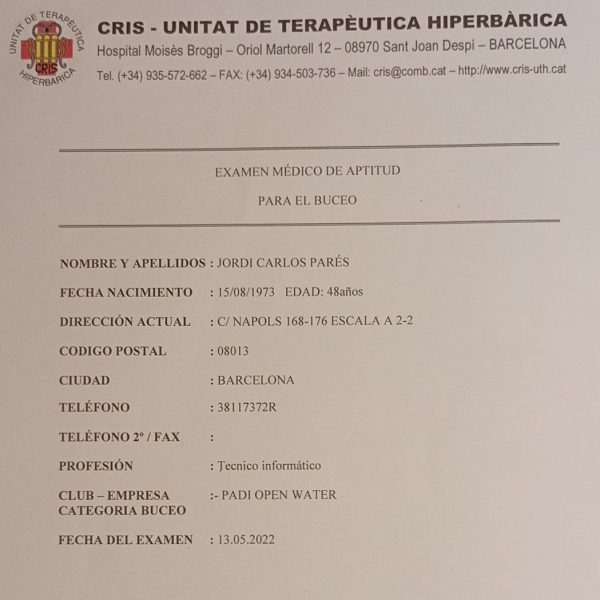 UNITAT DE TERAPEUTICA
CRIS
HIPERBÀRICA
CRIS - UNITAT DE TERAPÈUTICA HIPERBÀRICA
Hospital Moisès Broggi – Oriol Martorell 12 – 08970 Sant Joan Despí – BARCELONA
Tel. (+34) 935-572-662 – FAX: (+34) 934-503-736 – Mail: cris@comb.cat – http://www.cris-uth.cat
EXAMEN MÉDICO DE APTITUD
PARA EL BUCEO
NOMBRE Y APELLIDOS : JORDI CARLOS PARÉS
FECHA NACIMIENTO : 15/08/1973 EDAD: 48años
DIRECCIÓN ACTUAL : C/ NAPOLS 168-176 ESCALA A 2-2
CODIGO POSTAL : 08013
CIUDAD : BARCELONA
TELÉFONO : 38117372R
TELÉFONO 2º / FAX :
PROFESIÓN : Tecnico informático
CLUB – EMPRESA :- PADI OPEN WATER
CATEGORIA BUCEO
FECHA DEL EXAMEN : 13.05.2022